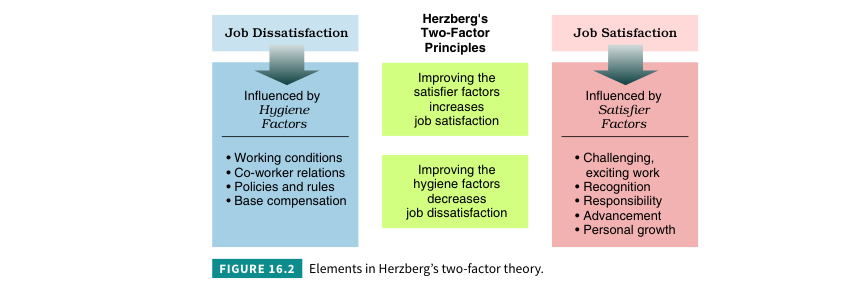 Job Dissatisfaction
Influenced by
Hygiene
Factors
• Working conditions
• Co-worker relations
• Policies and rules
• Base compensation
Herzberg's
Two-Factor
Principles
Improving the
satisfier factors
increases
job satisfaction
Improving the
hygiene factors
decreases
job dissatisfaction
Job Satisfaction
Influenced by
Satisfier
Factors
• Challenging,
exciting work
• Recognition
• Responsibility
• Advancement
• Personal growth
FIGURE 16.2 Elements in Herzberg’s two-factor theory.